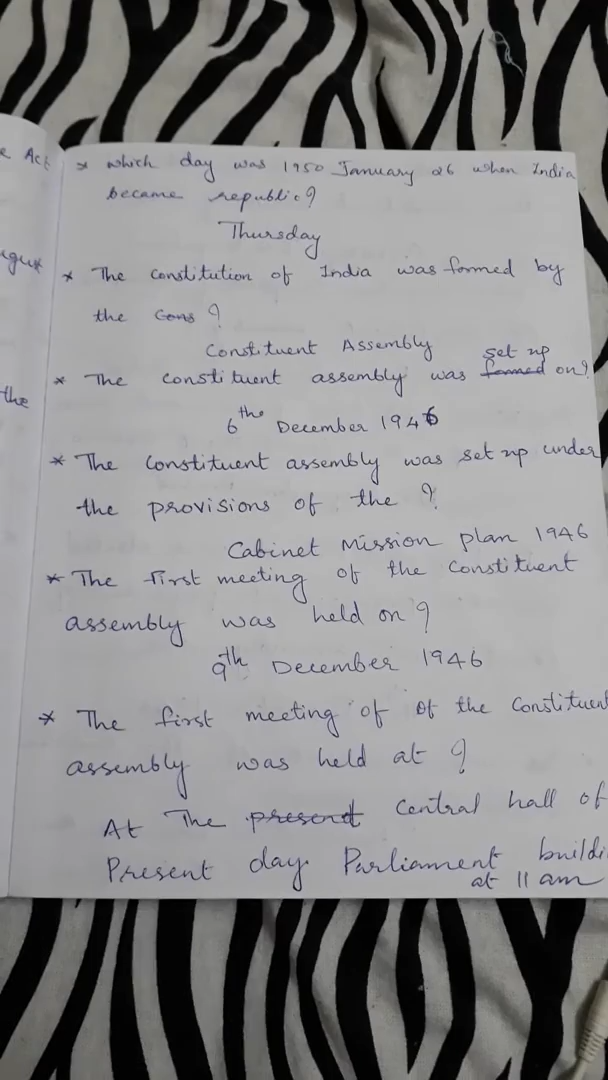 e Act
* Which day was 1950 January 26 when India
became republic?
Thursday
* The constitution of India was formed by
the Cons ?
Constituent Assembly
set up
* The constituent assembly was formed on?
the
6the December 1946
* The constituent assembly was set up under
the provisions of the ?
Cabinet Mission plan 1946
* The First meeting of the Constituent
assembly was held on ?
9th December 1946
* The first meeting of of the Constituent
assembly was held at ?
At The present Central hall of
Present day Parliament buildi
at 11 am